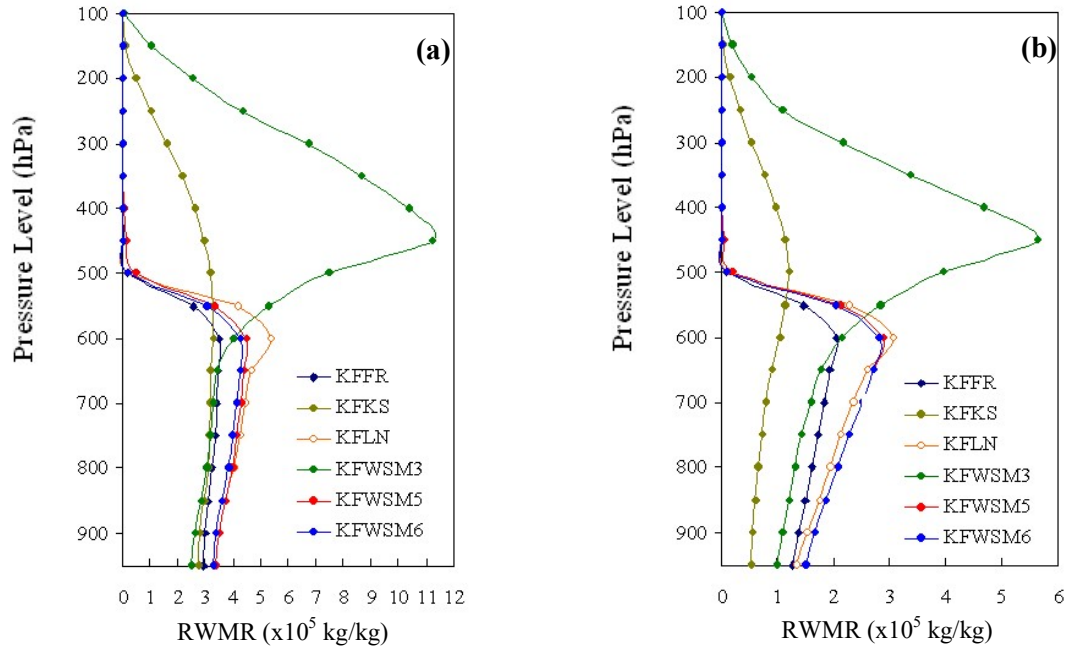 (a)
Pressure Level (hPa)
100
200
300
400
500
600
700
800
900
KFFR
KFKS
KFLN
KFWSM3
KFWSM5
KFWSM6
0 1 2 3 4 5 6 7 8 9 10 11 12
RWMR (x10⁵ kg/kg)
(b)
Pressure Level (hPa)
100
200
300
400
500
600
700
800
900
KFFR
KFKS
KFLN
KFWSM3
KFWSM5
KFWSM6
0 1 2 3 4 5 6
RWMR (x10⁵ kg/kg)